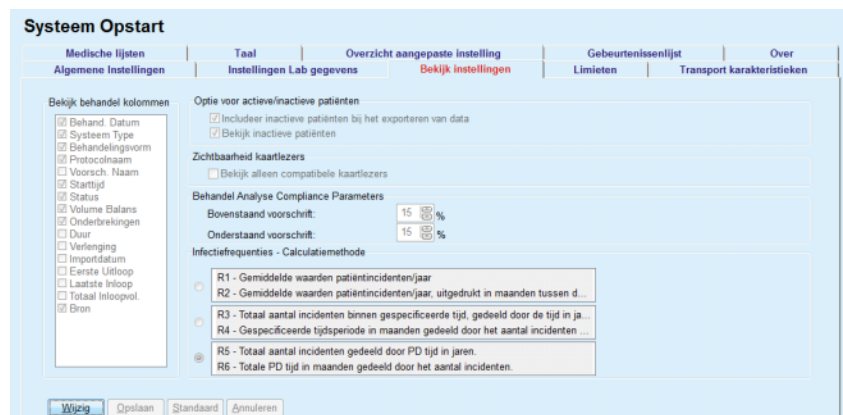 Systeem Opstart
Medische lijsten Taal Overzicht aangepaste instelling Gebeurtenissenlijst Over
Algemene Instellingen Instellingen Lab gegevens Bekijk instellingen Limieten Transport karakteristieken
Bekijk behandel kolommen
Behand. Datum
Systeem Type
Behandelingsvorm
Protocolnaam
Voorsch. Naam
Starttijd
Status
Volume Balans
Onderbrekingen
Duur
Verlenging
Importdatum
Eerste Uitloop
Laatste Inloop
Totaal Inloopvol.
Bron
Optie voor actieve/inactieve patiënten
Includeer inactieve patiënten bij het exporteren van data
Bekijk inactieve patiënten
Zichtbaarheid kaartlezers
Bekijk alleen compatibele kaartlezers
Behandel Analyse Compliance Parameters
Bovenstaand voorschrift: 15 %
Onderstaand voorschrift: 15 %
Infectiefrequenties - Calculatiemethode
R1 - Gemiddelde waarden patiëntincidenten/jaar
R2 - Gemiddelde waarden patiëntincidenten/jaar, uitgedrukt in maanden tussen d...
R3 - Totaal aantal incidenten binnen gespecificeerde tijd, gedeeld door de tijd in ja...
R4 - Gespecificeerde tijdsperiode in maanden gedeeld door het aantal incidenten ...
R5 - Totaal aantal incidenten gedeeld door PD tijd in jaren.
R6 - Totale PD tijd in maanden gedeeld door het aantal incidenten.
Wijzig Opslaan Standaard Annuleren